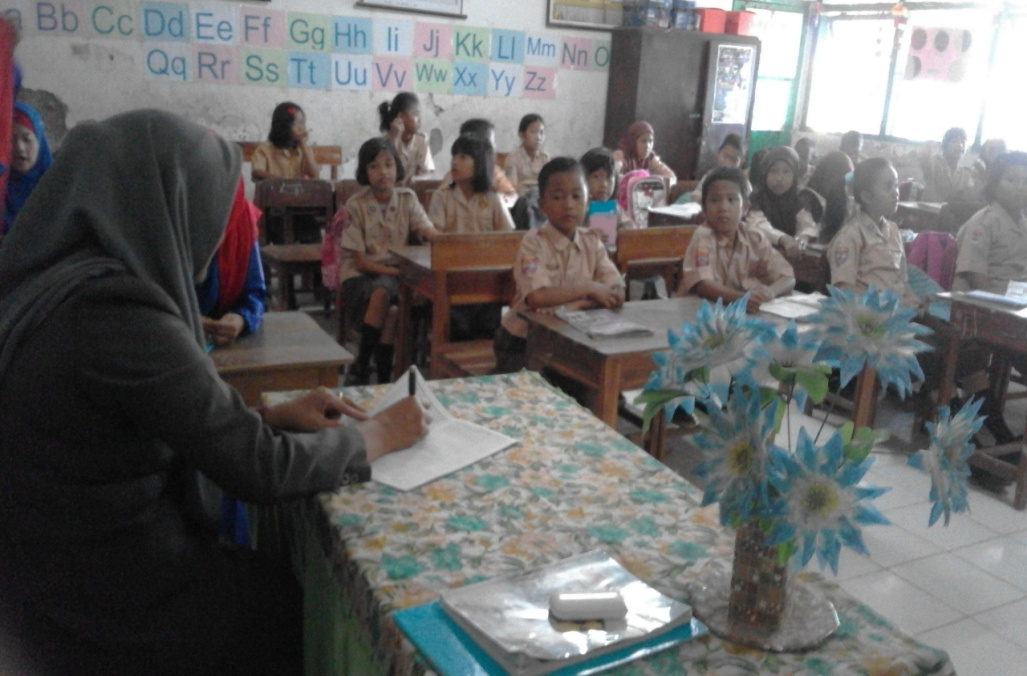 Bb Cc Dd Ee Ff Gg Hh Ii Jj Kk Ll Mm Nn O
Qq Rr Ss Tt Uu Vv Ww Xx Yy Zz